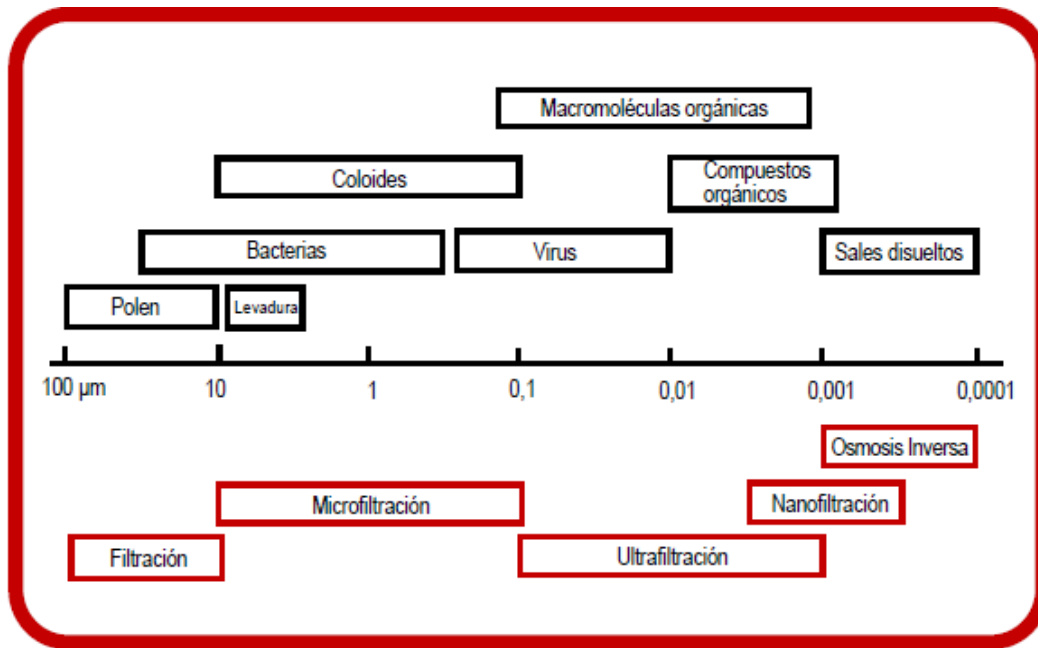 Macromoléculas orgánicas
Coloides
Compuestos
orgánicos
Bacterias
Virus
Sales disueltos
Polen
Levadura
100 µm 10 1 0,1 0,01 0,001 0,0001
Osmosis Inversa
Microfiltración
Nanofiltración
Filtración
Ultrafiltración